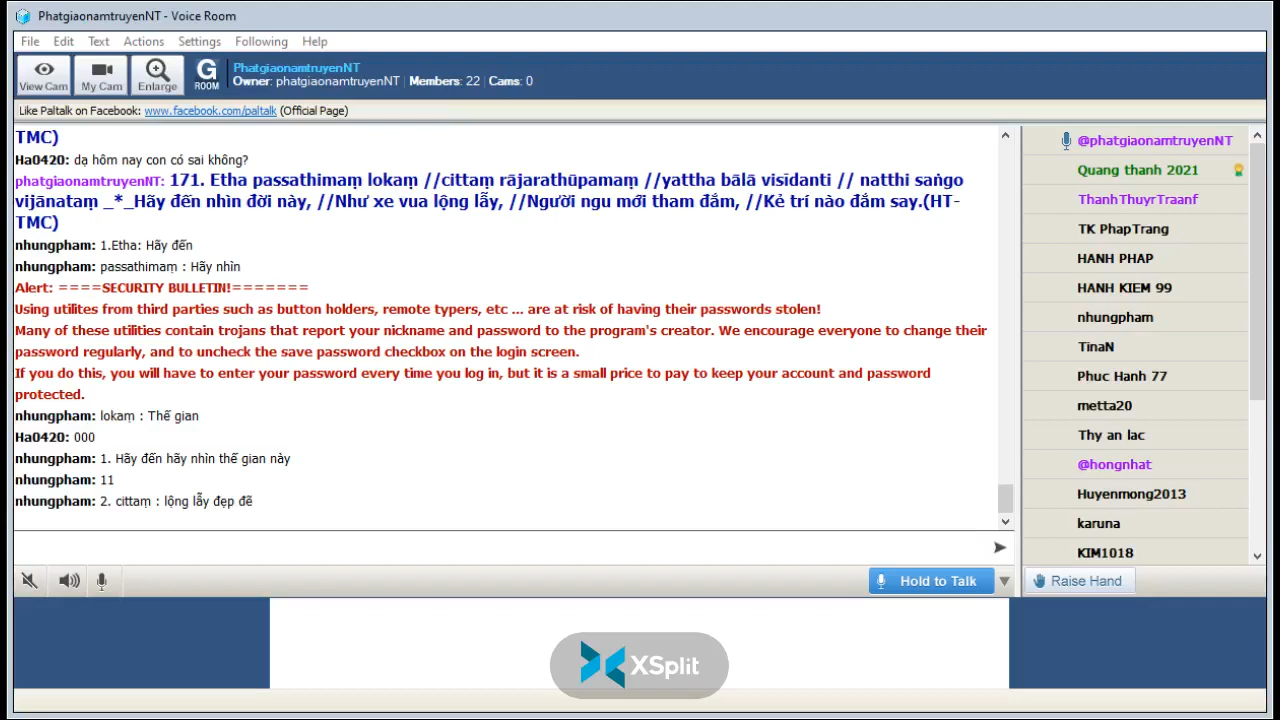 PhatgiaonamtruyenNT - Voice Room
File Edit Text Actions Settings Following Help
View Cam My Cam Enlarge G ROOM
PhatgiaonamtruyenNT
Owner: phatgiaonamtruyenNT | Members: 22 | Cams: 0
Like Paltalk on Facebook: www.facebook.com/paltalk (Official Page)
TMC)
Ha0420: dạ hôm nay con có sai không?
phatgiaonamtruyenNT: 171. Etha passathimaṃ lokaṃ //cittaṃ rājarathūpamaṃ //yattha bālā visīdanti // natthi saṅgo
vijānataṃ _*_Hãy đến nhìn đời này, //Như xe vua lộng lẫy, //Người ngu mới tham đắm, //Kẻ trí nào đắm say.(HT-
TMC)
nhungpham: 1.Etha: Hãy đến
nhungpham: passathimaṃ : Hãy nhìn
Alert: ====SECURITY BULLETIN!=======
Using utilites from third parties such as button holders, remote typers, etc ... are at risk of having their passwords stolen!
Many of these utilities contain trojans that report your nickname and password to the program's creator. We encourage everyone to change their
password regularly, and to uncheck the save password checkbox on the login screen.
If you do this, you will have to enter your password every time you log in, but it is a small price to pay to keep your account and password
protected.
nhungpham: lokaṃ : Thế gian
Ha0420: 000
nhungpham: 1. Hãy đến hãy nhìn thế gian này
nhungpham: 11
nhungpham: 2. cittaṃ : lộng lẫy đẹp đẽ
@phatgiaonamtruyenNT
Quang thanh 2021
ThanhThuyrTraanf
TK PhapTrang
HANH PHAP
HANH KIEM 99
nhungpham
TinaN
Phuc Hanh 77
metta20
Thy an lac
@hongnhat
Huyenmong2013
karuna
KIM1018
Hold to Talk
Raise Hand
XSplit